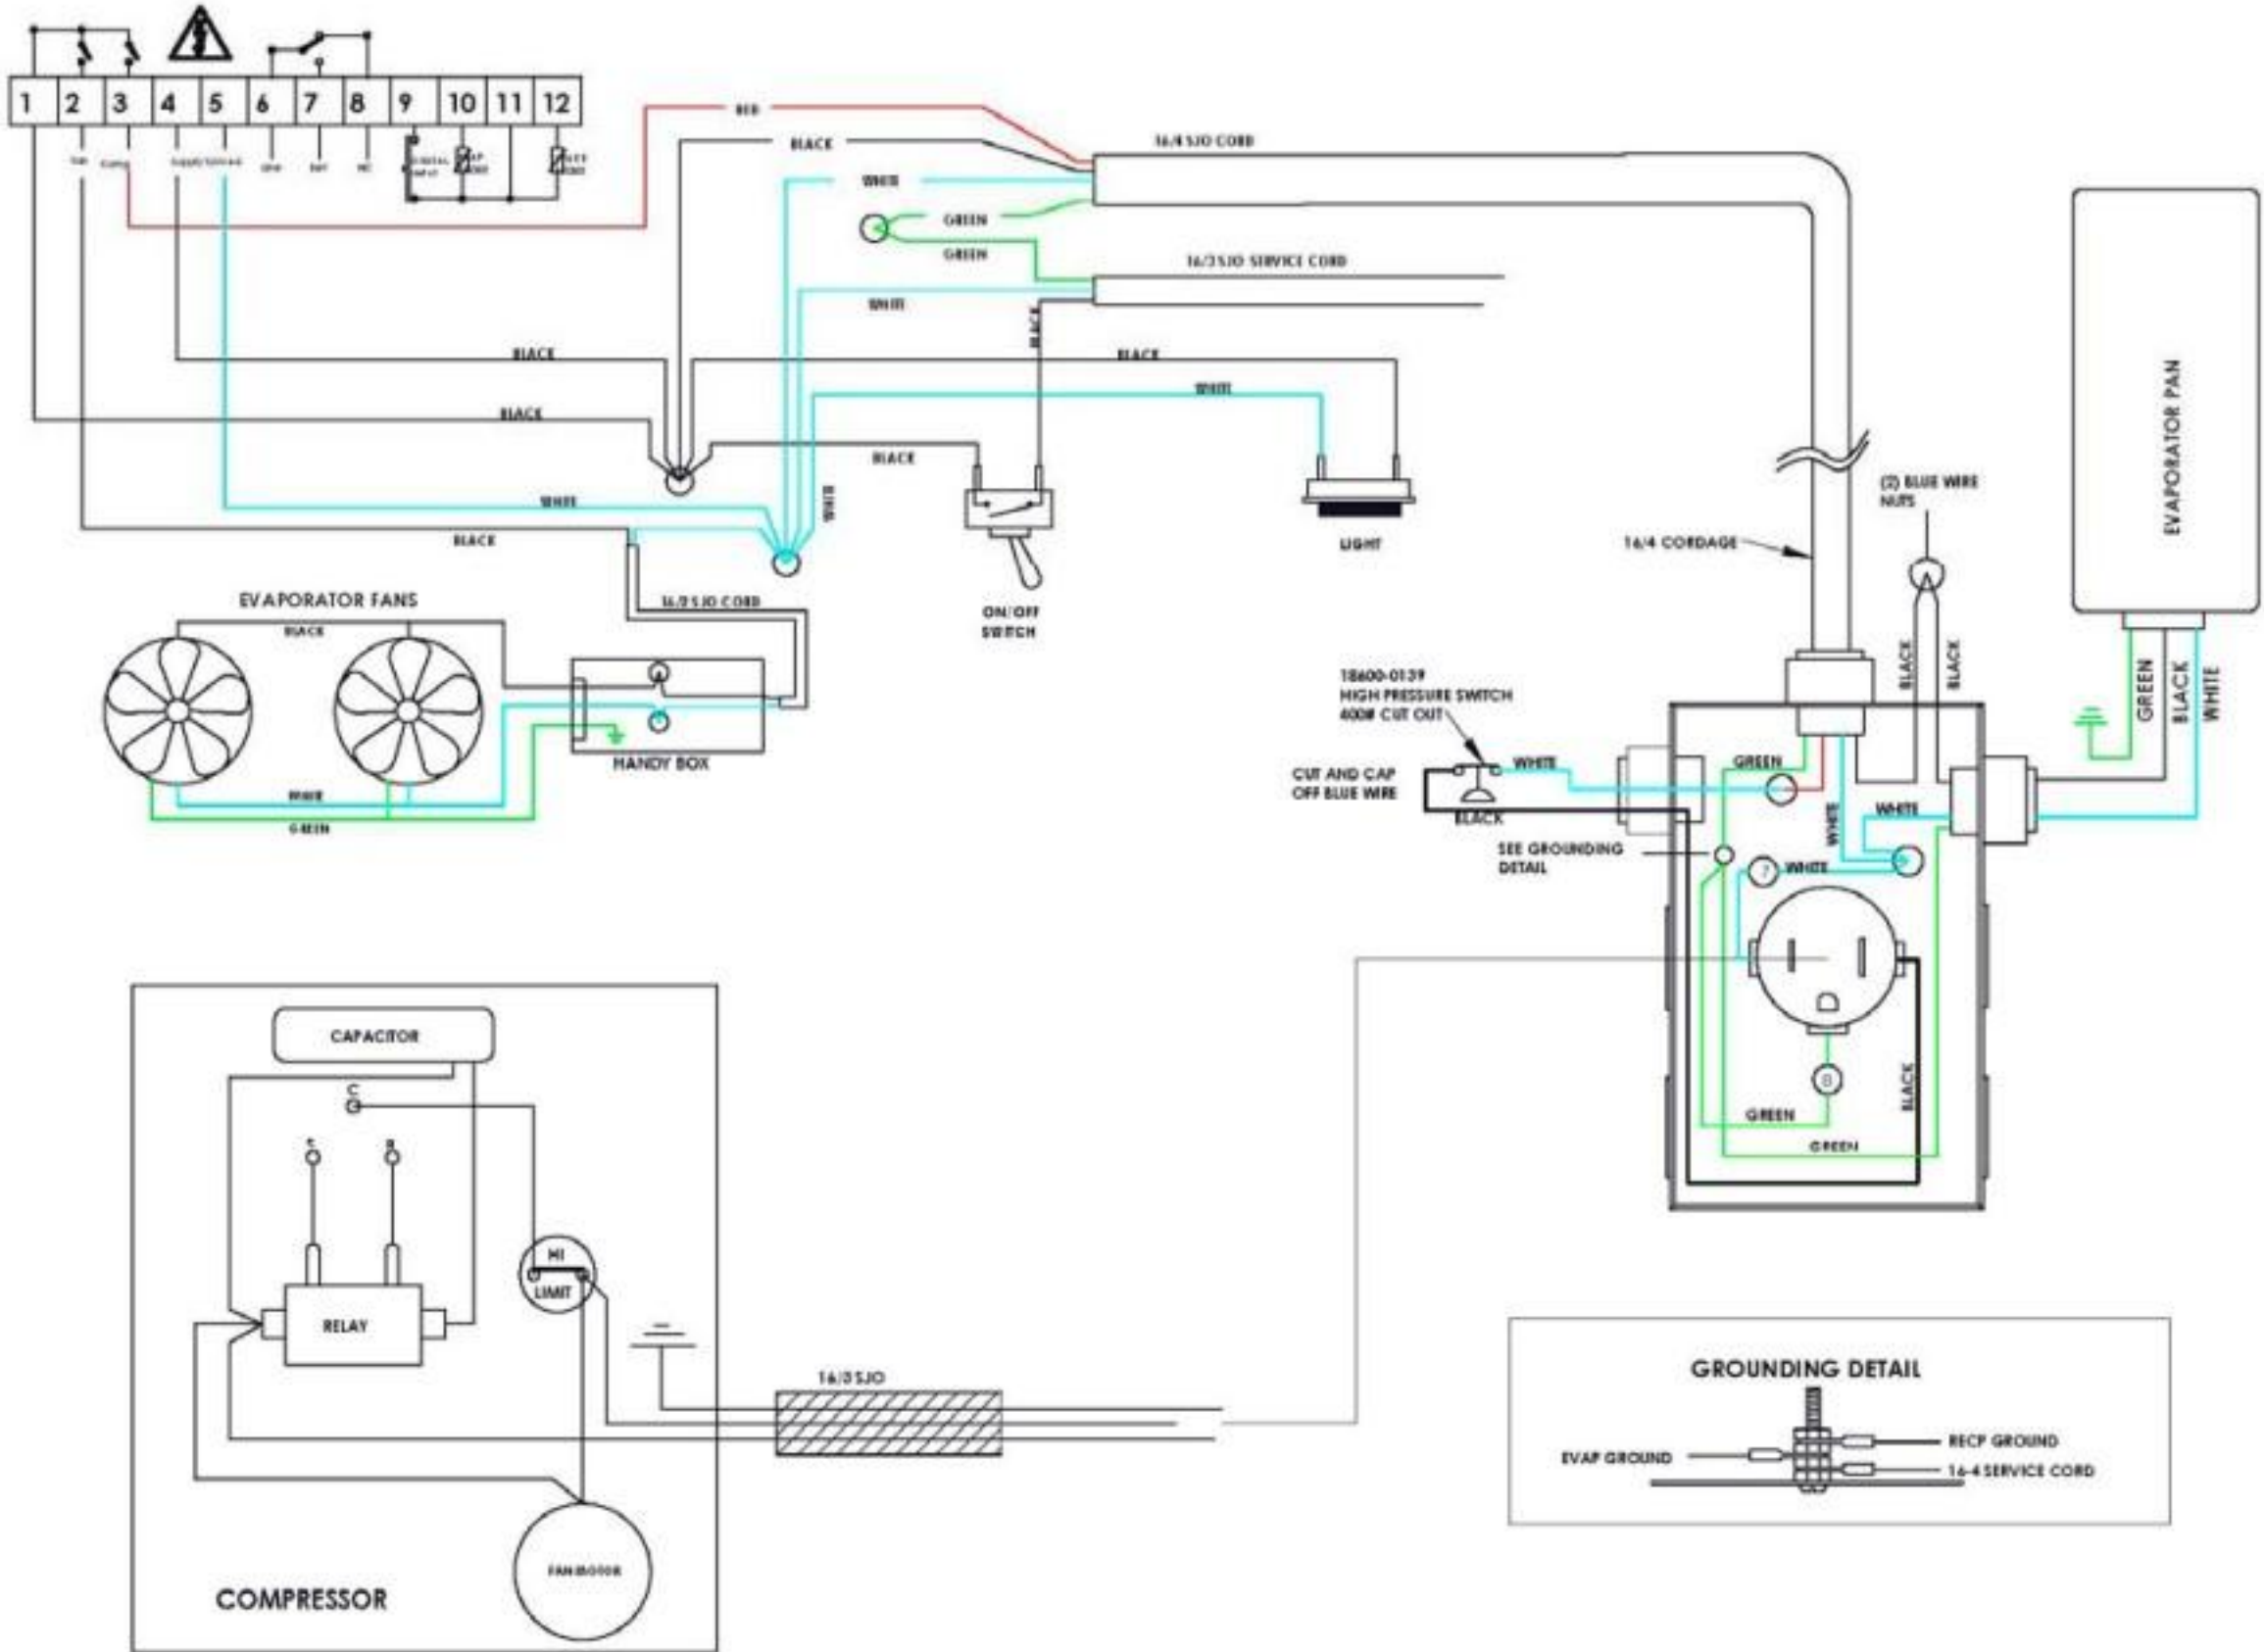 1 2 3 4 5 6 7 8 9 10 11 12
RED
BLACK
16/4 SJO CORD
WHITE
GREEN
GREEN
16/3 SJO SERVICE CORD
WHITE
BLACK
BLACK
BLACK
WHITE
BLACK
BLACK
WHITE
WHITE
BLACK
LIGHT
ON/OFF
SWITCH
EVAPORATOR FANS
BLACK
SJO CORD
HANDY BOX
WHITE
GREEN
(2) BLUE WIRE
NUTS
16/4 CORDAGE
EVAPORATOR PAN
BLACK
BLACK
GREEN
BLACK
WHITE
18600-0139
HIGH PRESSURE SWITCH
400# CUT OUT
WHITE
GREEN
CUT AND CAP
OFF BLUE WIRE
BLACK
WHITE
WHITE
SEE GROUNDING
DETAIL
7
WHITE
8
BLACK
GREEN
GREEN
CAPACITOR
C
S
R
HI
LIMIT
RELAY
16/3 SJO
FAN MOTOR
COMPRESSOR
GROUNDING DETAIL
RECP GROUND
EVAP GROUND
16-4 SERVICE CORD